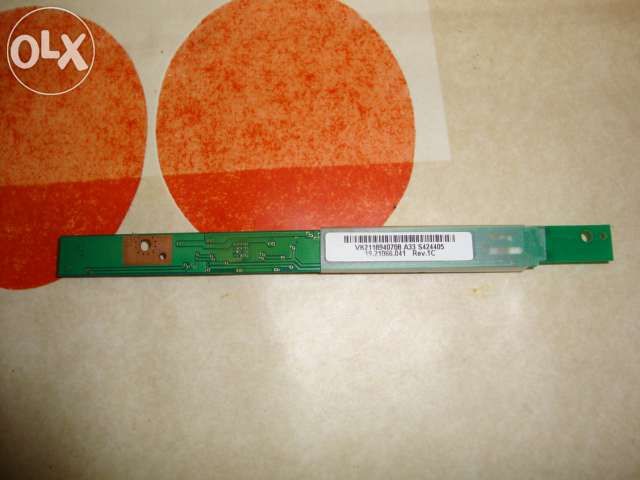 OLX
VK2118940708 A33 S424405
19.21066.041 Rev.1C